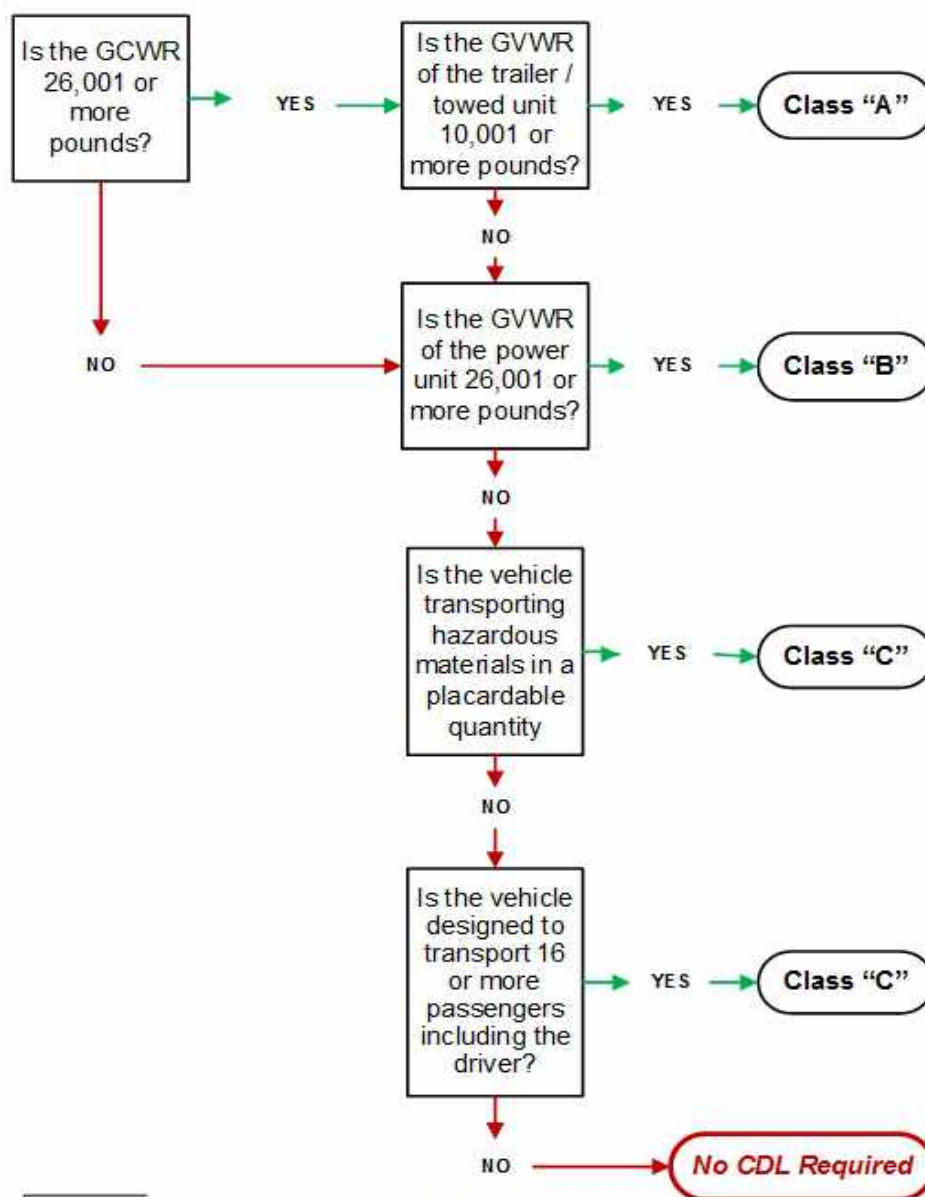 Is the GCWR
26,001 or
more
pounds?
YES
Is the GVWR
of the trailer /
towed unit
10,001 or
more pounds?
YES
Class “A”
NO
NO
Is the GVWR
of the power
unit 26,001 or
more pounds?
YES
Class “B”
NO
Is the vehicle
transporting
hazardous
materials in a
placardable
quantity
YES
Class “C”
NO
Is the vehicle
designed to
transport 16
or more
passengers
including the
driver?
YES
Class “C”
NO
No CDL Required